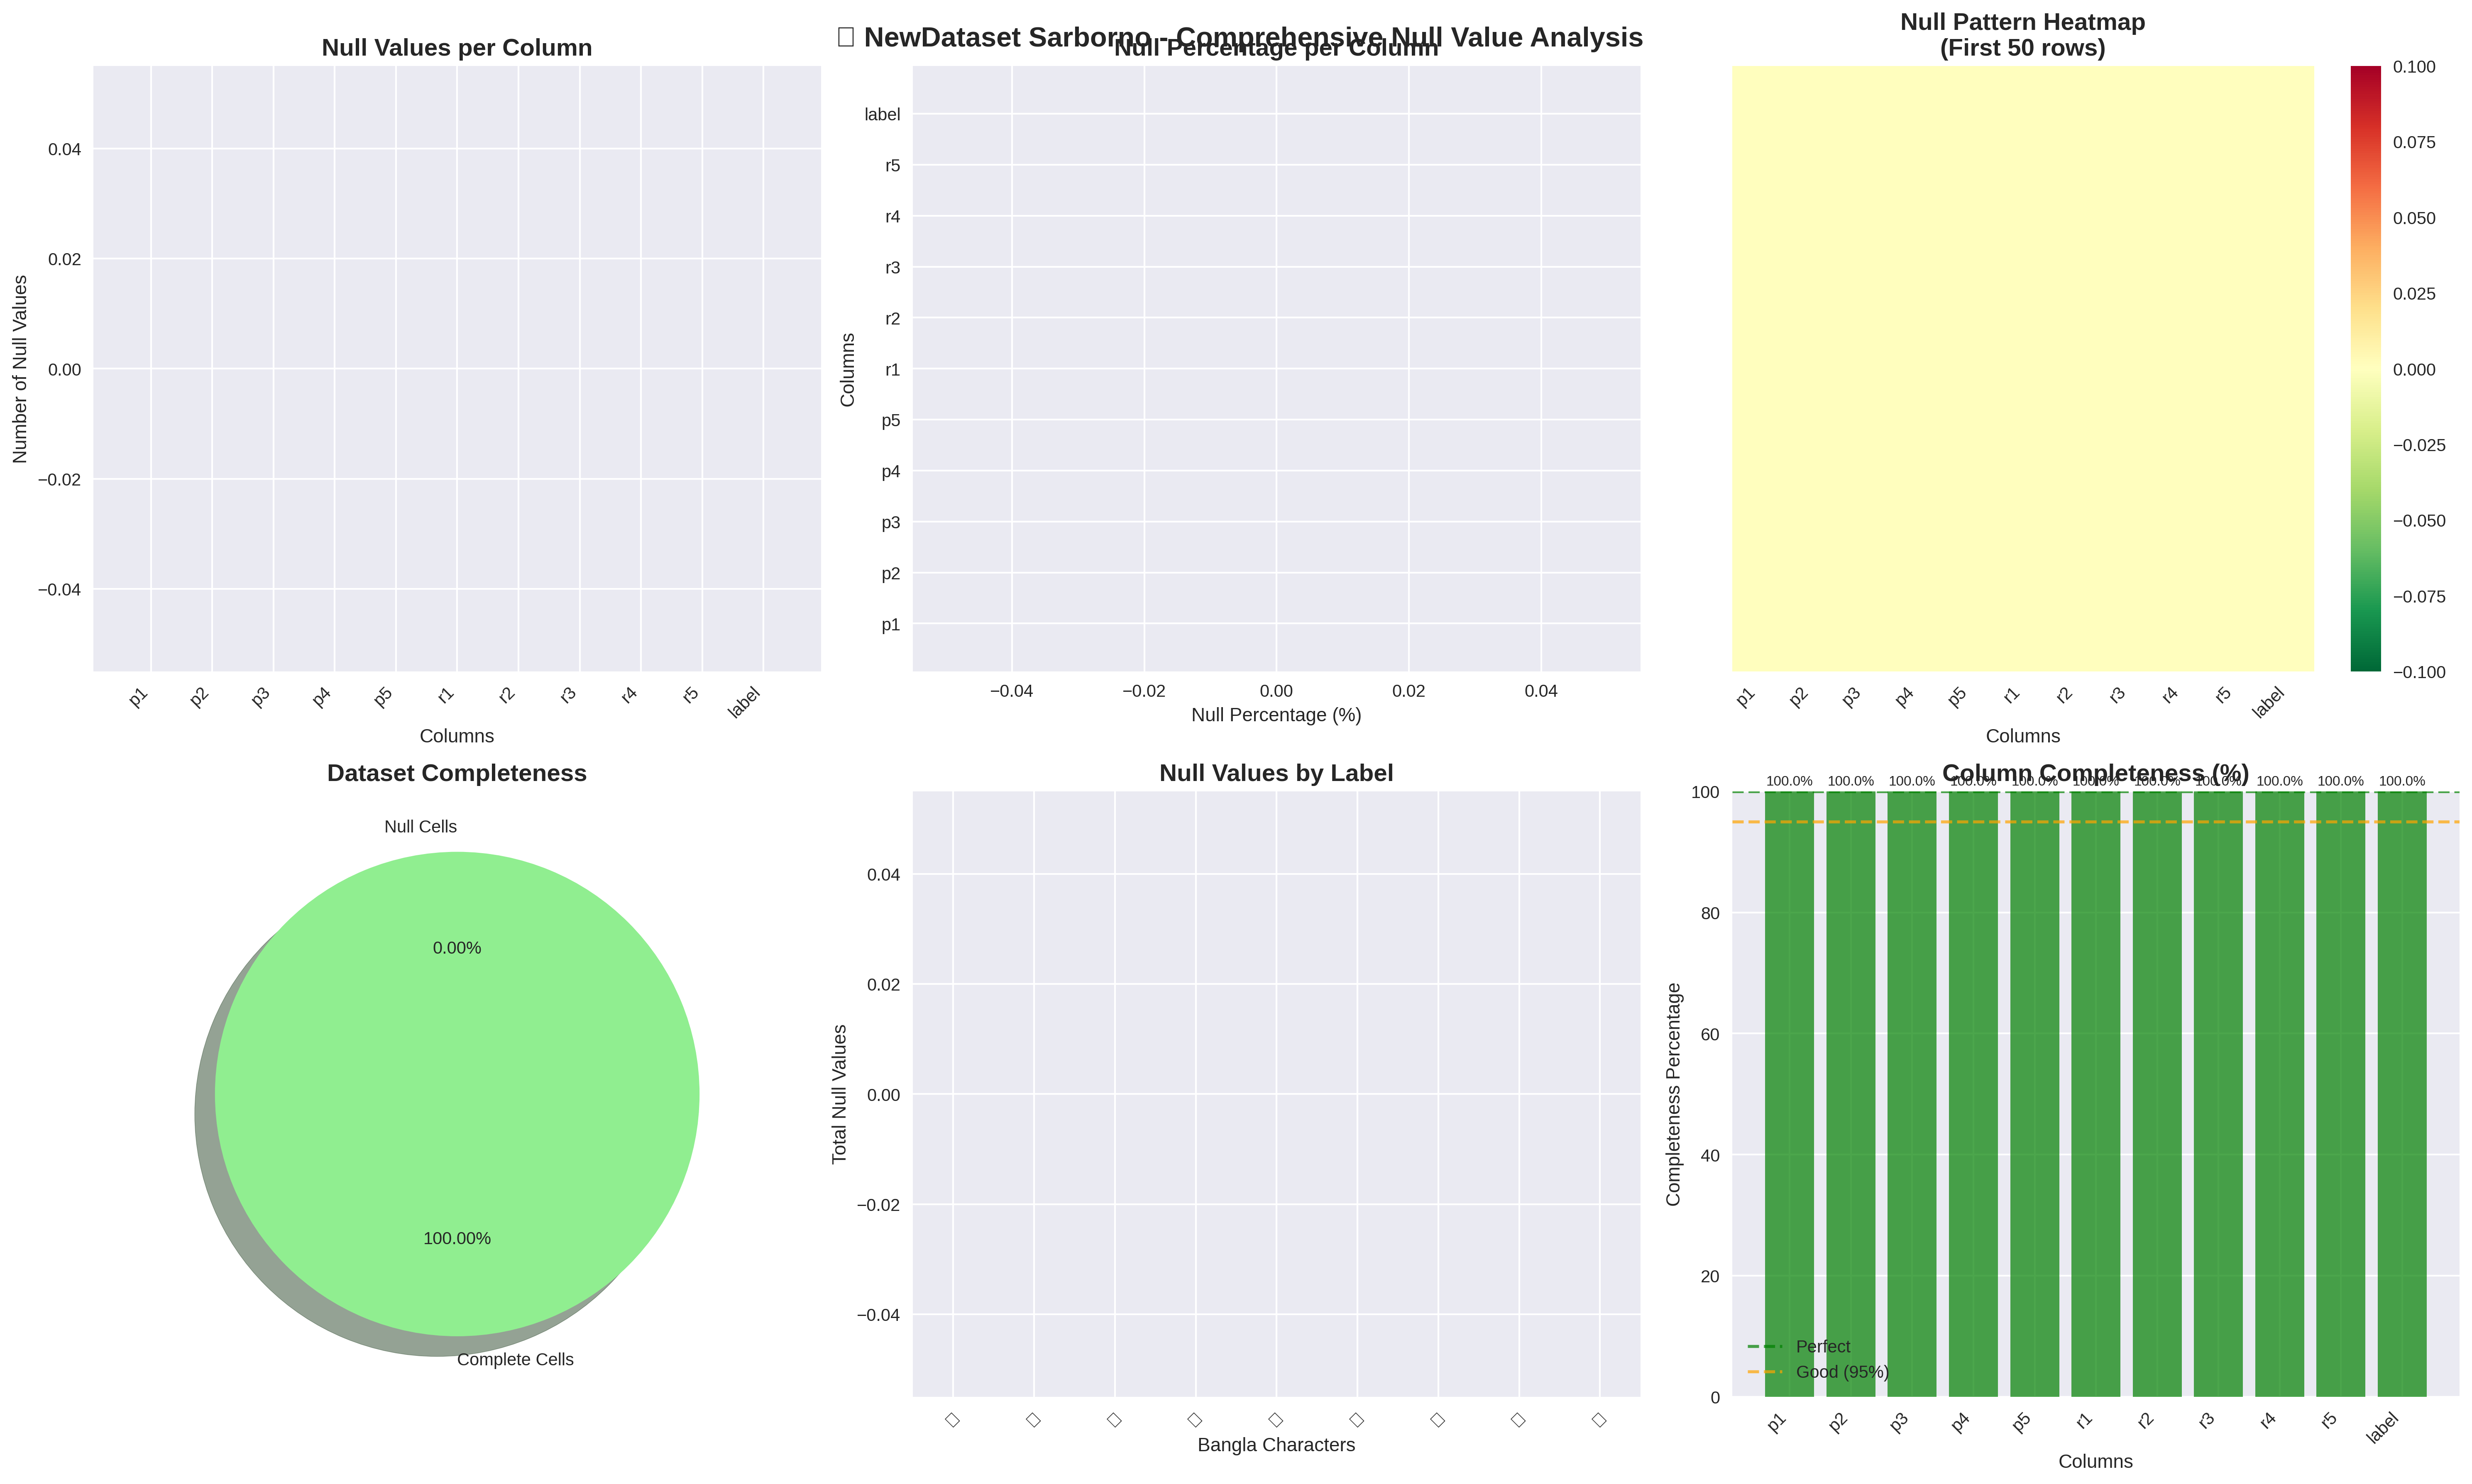 NewDataset Sarborno - Comprehensive Null Value Analysis
Null Values per Column
0.04
0.02
0.00
−0.02
−0.04
Number of Null Values
p1 p2 p3 p4 p5 r1 r2 r3 r4 r5 label
Columns
Null Percentage per Column
label
r5
r4
r3
r2
r1
p5
p4
p3
p2
p1
Columns
−0.04 −0.02 0.00 0.02 0.04
Null Percentage (%)
Null Pattern Heatmap
(First 50 rows)
0.100
0.075
0.050
0.025
0.000
−0.025
−0.050
−0.075
−0.100
p1 p2 p3 p4 p5 r1 r2 r3 r4 r5 label
Columns
Dataset Completeness
Null Cells
0.00%
100.00%
Complete Cells
Null Values by Label
0.04
0.02
0.00
−0.02
−0.04
Total Null Values
Bangla Characters
Column Completeness (%)
100.0% 100.0% 100.0% 100.0% 100.0% 100.0% 100.0% 100.0% 100.0% 100.0% 100.0%
100
80
60
40
20
0
Completeness Percentage
Perfect
Good (95%)
p1 p2 p3 p4 p5 r1 r2 r3 r4 r5 label
Columns